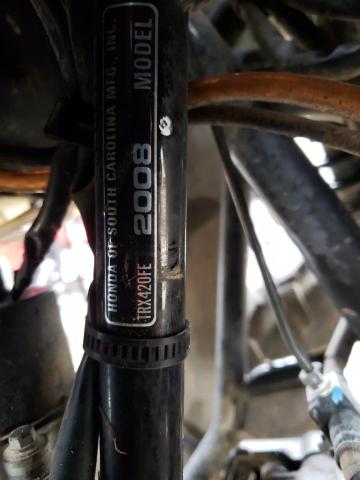 HONDA OF SOUTH CAROLINA MFG., INC.
2008 MODEL
TRX420FE